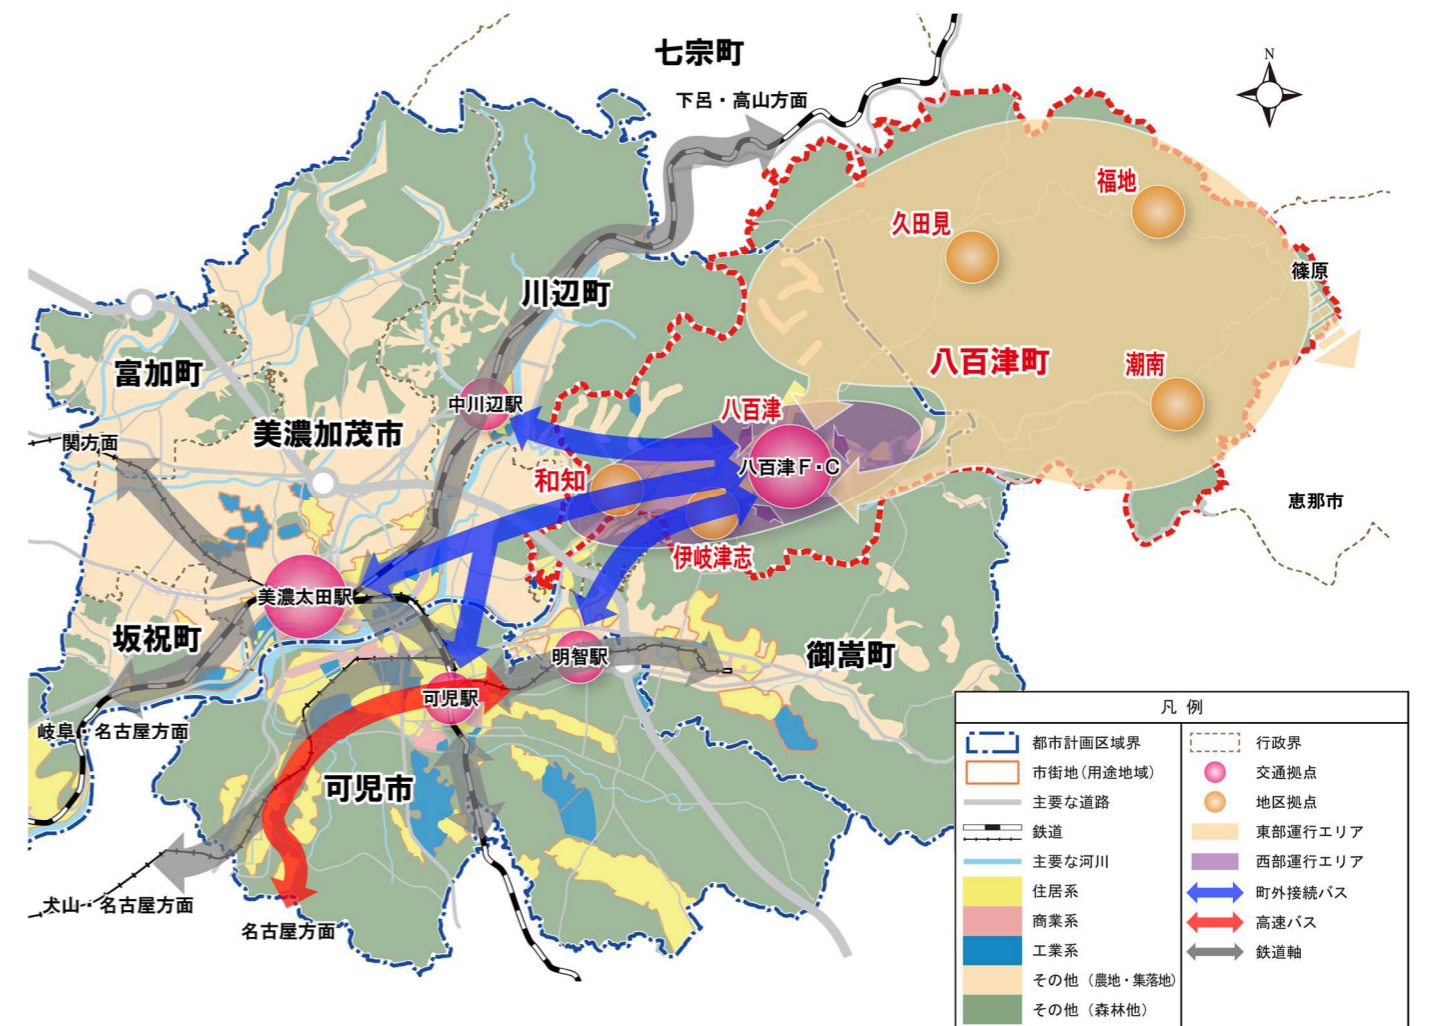 七宗町
下呂・高山方面
N
福地
久田見
篠原
川辺町
富加町
八百津町
潮南
中川辺駅
八百津
美濃加茂市
関方面
八百津F・C
和知
恵那市
伊岐津志
美濃太田駅
坂祝町
明智駅
御嵩町
可児駅
岐阜・名古屋方面
可児市
犬山・名古屋方面
名古屋方面
凡 例
都市計画区域界
市街地(用途地域)
主要な道路
鉄道
主要な河川
住居系
商業系
工業系
その他(農地・集落地)
その他(森林他)
行政界
交通拠点
地区拠点
東部運行エリア
西部運行エリア
町外接続バス
高速バス
鉄道軸